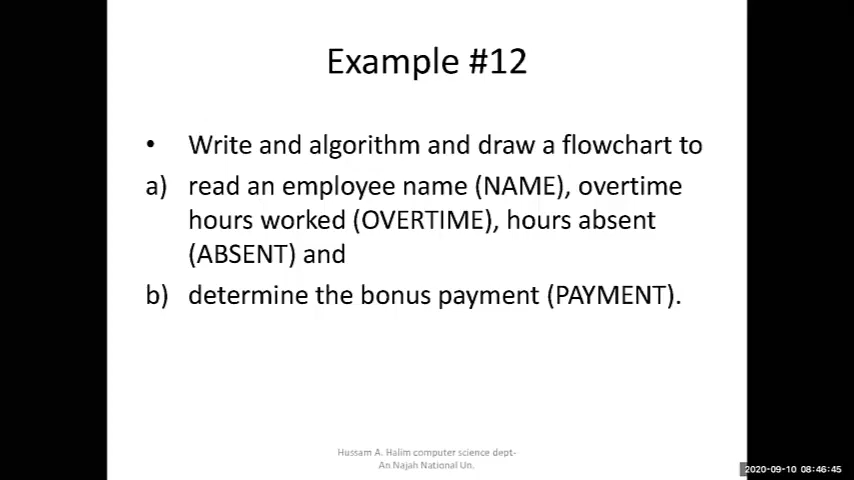 Example #12
• Write and algorithm and draw a flowchart to
a) read an employee name (NAME), overtime
hours worked (OVERTIME), hours absent
(ABSENT) and
b) determine the bonus payment (PAYMENT).
Hussam A. Halim computer science dept-
An Najah National Un.
2020-09-10 08:46:45